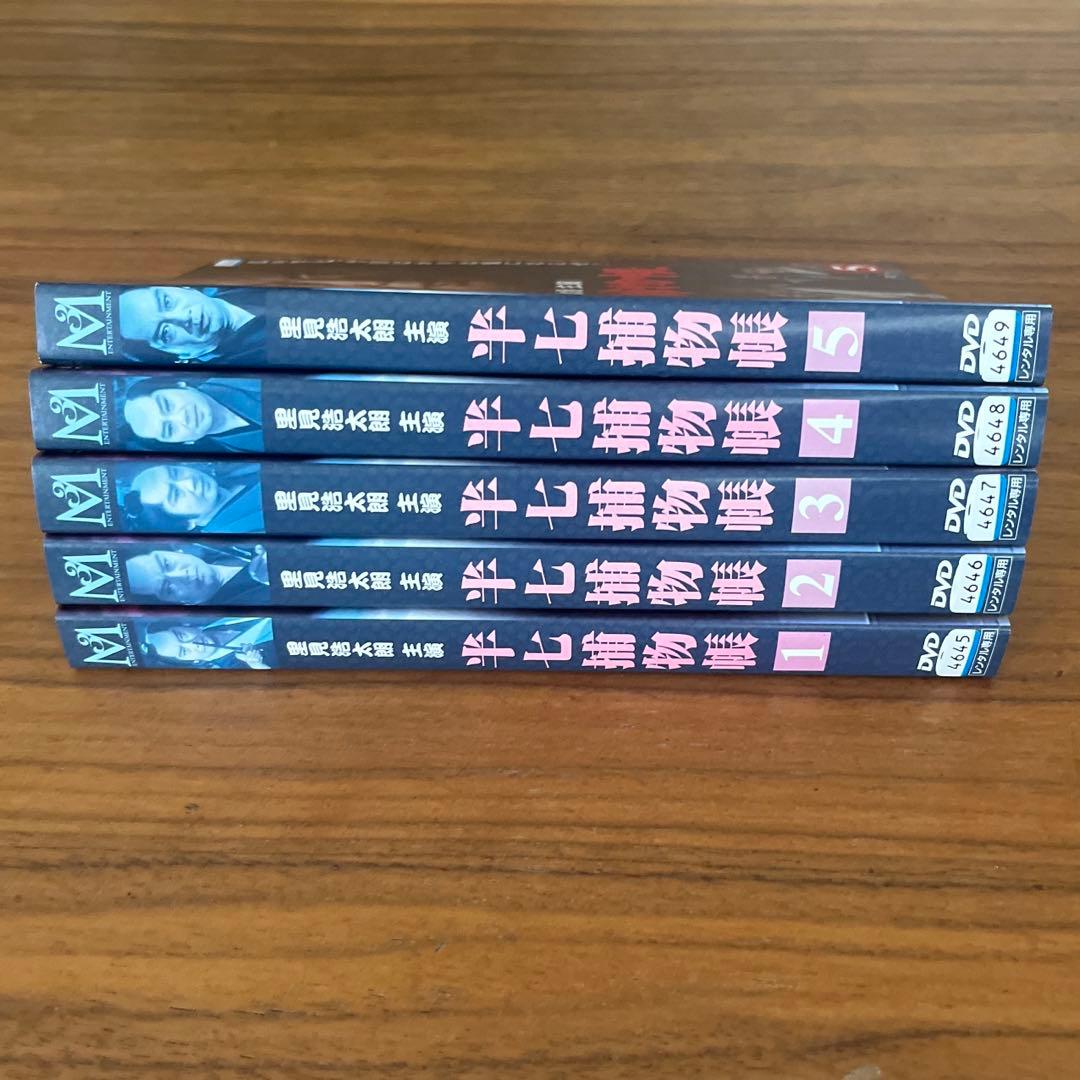 M
ENTERTAINMENT
里見浩太朗 主演
半七捕物帳
5
DVD
4649
レンタル専用
M
ENTERTAINMENT
里見浩太朗 主演
半七捕物帳
4
DVD
4648
レンタル専用
M
ENTERTAINMENT
里見浩太朗 主演
半七捕物帳
3
DVD
4647
レンタル専用
M
ENTERTAINMENT
里見浩太朗 主演
半七捕物帳
2
DVD
4646
レンタル専用
M
ENTERTAINMENT
里見浩太朗 主演
半七捕物帳
1
DVD
4645
レンタル専用
5